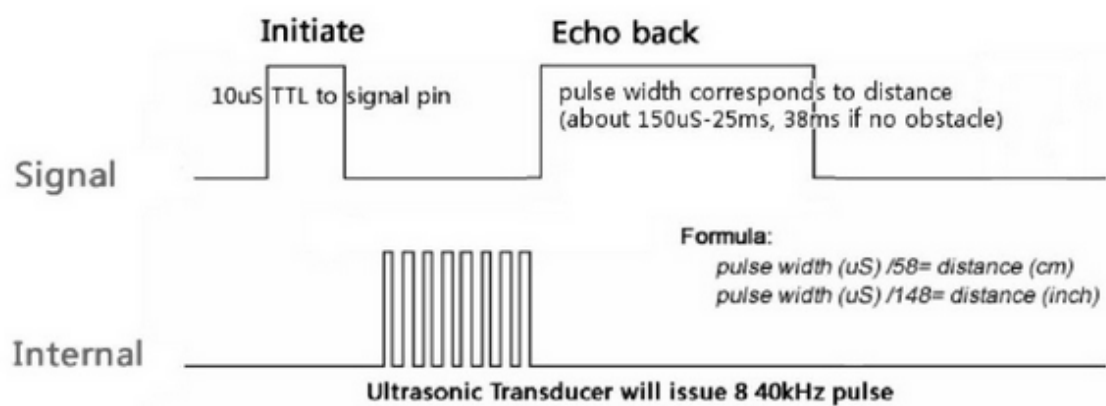 Initiate
Echo back
10uS TTL to signal pin
pulse width corresponds to distance
(about 150uS-25ms, 38ms if no obstacle)
Signal
Formula:
pulse width (uS) /58= distance (cm)
pulse width (uS) /148= distance (inch)
Internal
Ultrasonic Transducer will issue 8 40kHz pulse